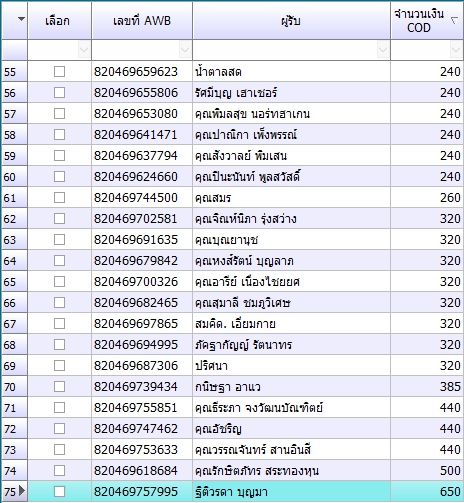 เลือก เลขที่ AWB ผู้รับ จำนวนเงิน COD
55 820469659623 น้ำตาลสด 240
56 820469655806 รัศมีบุญ เฮาเชอร์ 240
57 820469653080 คุณพิมลสุข นอร์ทฮาเกน 240
58 820469641471 คุณปาณิกา เพ็งพรรณ์ 240
59 820469637794 คุณสังวาลย์ พิมเสน 240
60 820469624660 คุณปินะนันท์ พูลสวัสดิ์ 240
61 820469744500 คุณสมร 260
62 820469702581 คุณจิณห์นิภา รุ่งสว่าง 320
63 820469691635 คุณบุณยานุช 320
64 820469679842 คุณหงส์รัตน์ บุญลาภ 320
65 820469700326 คุณอารีย์ เนื่องไชยยศ 320
66 820469682465 คุณสุมาลี ชมภูวิเศษ 320
67 820469697865 สมคิด. เอี่ยมกาย 320
68 820469694995 ภัคฐากัญญ์ รัตนาทร 320
69 820469687306 ปริศนา 320
70 820469739434 กนิษฐา อาแว 385
71 820469755851 คุณธีระภา จงวัฒนบัณฑิตย์ 440
72 820469747462 คุณอัชริญ 440
73 820469753633 คุณวรรณจันทร์ สานอินสี 440
74 820469618684 คุณรักษิตภัทร สระทองหุน 500
75 820469757995 ฐิติวรดา บุญมา 650